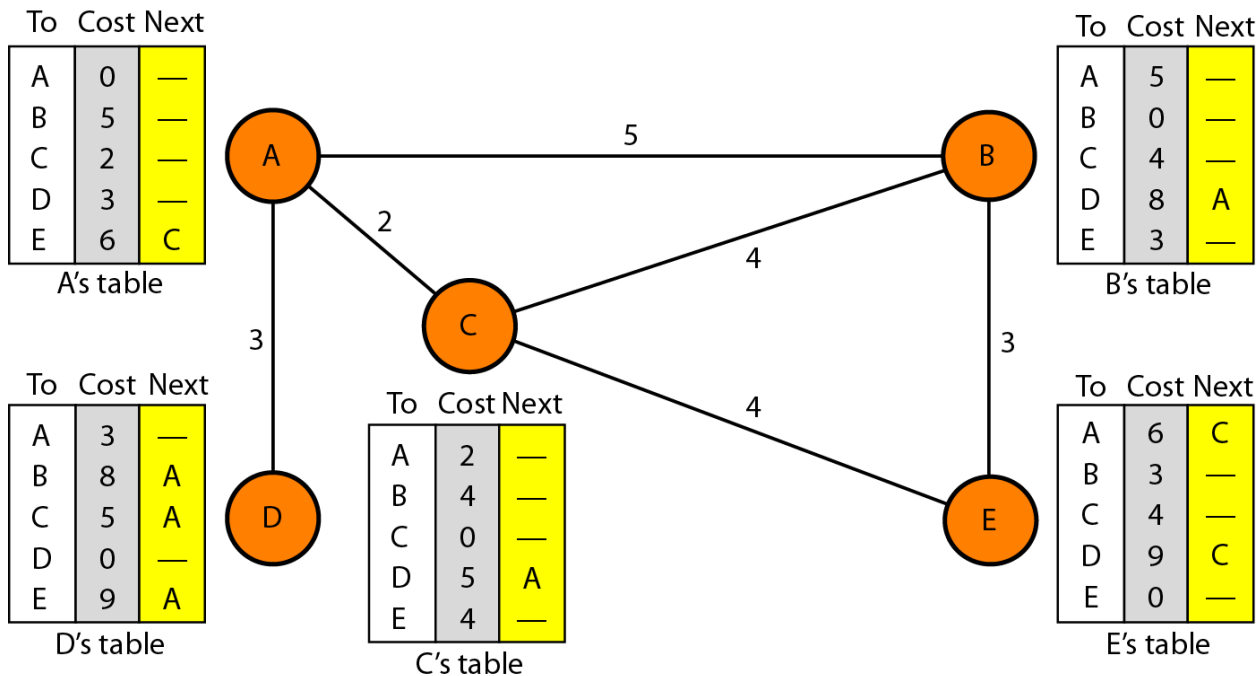 To Cost Next
A 0 —
B 5 —
C 2 —
D 3 —
E 6 C
A's table
To Cost Next
A 5 —
B 0 —
C 4 —
D 8 A
E 3 —
B's table
A
5
B
2
4
C
3
3
4
D
E
To Cost Next
A 3 —
B 8 A
C 5 A
D 0 —
E 9 A
D's table
To Cost Next
A 2 —
B 4 —
C 0 —
D 5 A
E 4 —
C's table
To Cost Next
A 6 C
B 3 —
C 4 —
D 9 C
E 0 —
E's table